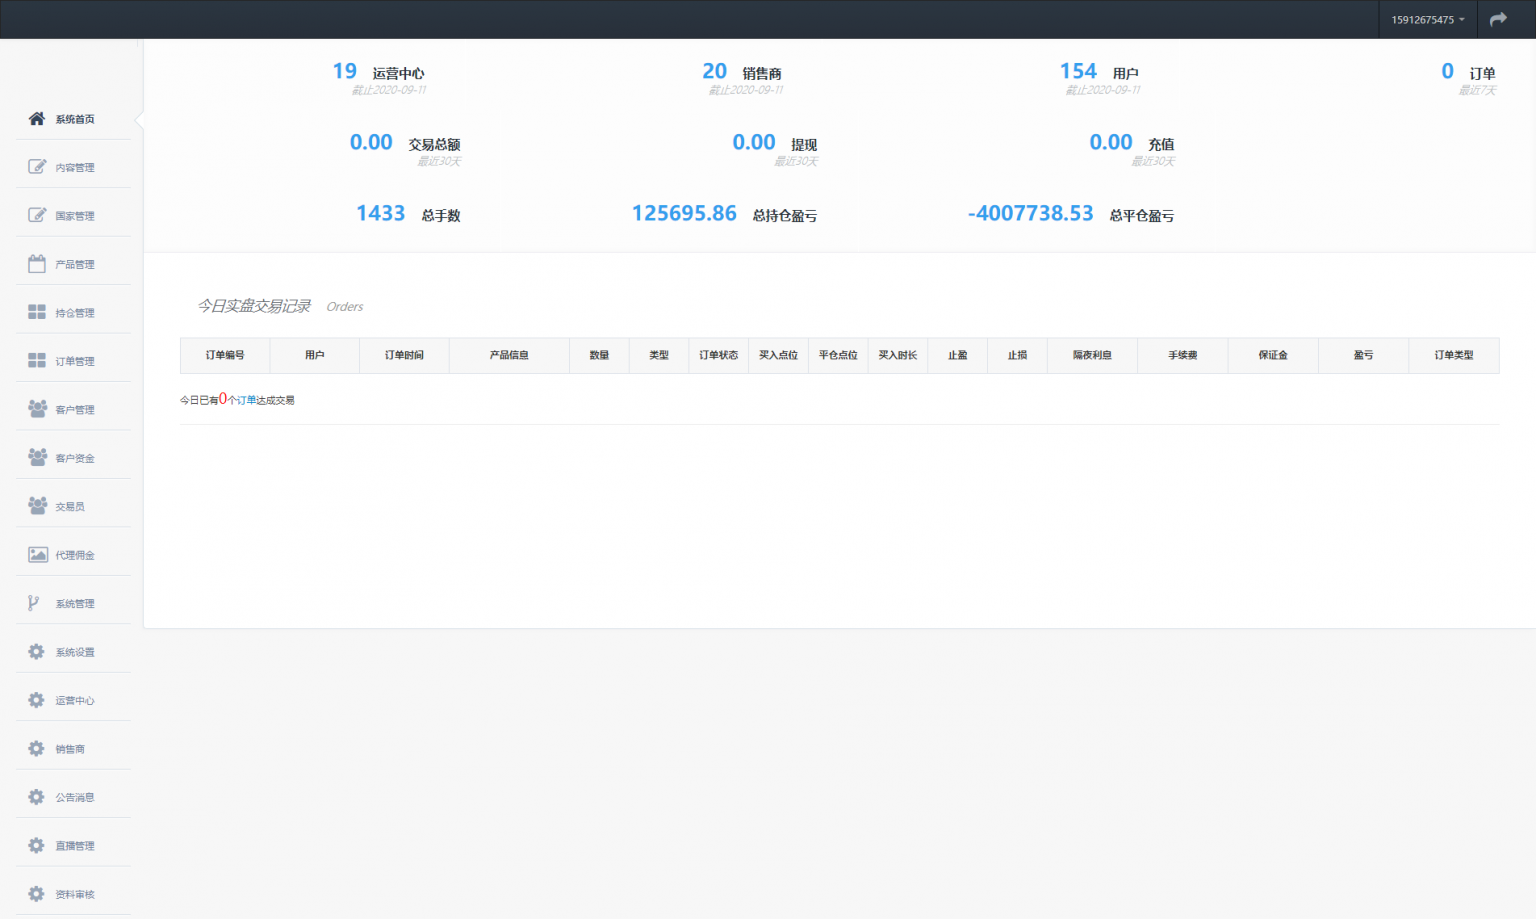 15912675475
19 运营中心
截止2020-09-11
20 销售商
截止2020-09-11
154 用户
截止2020-09-11
0 订单
最近7天
0.00 交易总额
最近30天
0.00 提现
最近30天
0.00 充值
最近30天
1433 总手数
125695.86 总持仓盈亏
-4007738.53 总平仓盈亏
系统首页
内容管理
国家管理
产品管理
持仓管理
订单管理
客户管理
客户资金
交易员
代理佣金
系统管理
系统设置
运营中心
销售商
公告消息
直播管理
资料审核
今日实盘交易记录 Orders
订单编号 用户 订单时间 产品信息 数量 类型 订单状态 买入点位 平仓点位 买入时长 止盈 止损 隔夜利息 手续费 保证金 盈亏 订单类型
今日已有0个订单达成交易